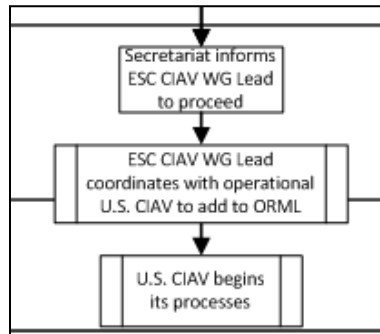 Secretariat informs
ESC CIAV WG Lead
to proceed
ESC CIAV WG Lead
coordinates with operational
U.S. CIAV to add to ORML
U.S. CIAV begins
its processes